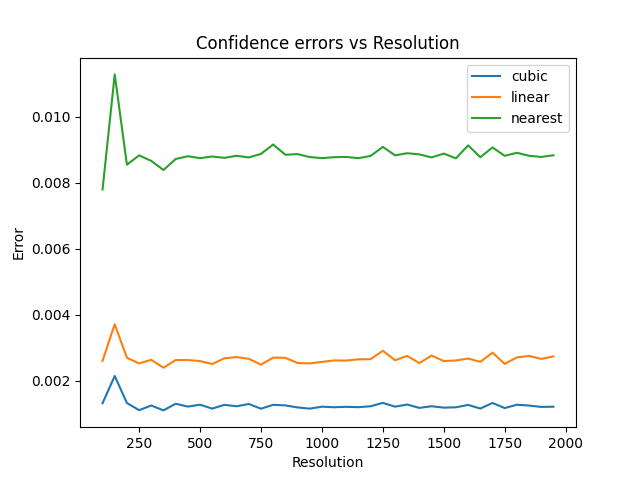 Confidence errors vs Resolution
cubic
linear
nearest
0.010
0.008
0.006
0.004
0.002
Error
250 500 750 1000 1250 1500 1750 2000
Resolution